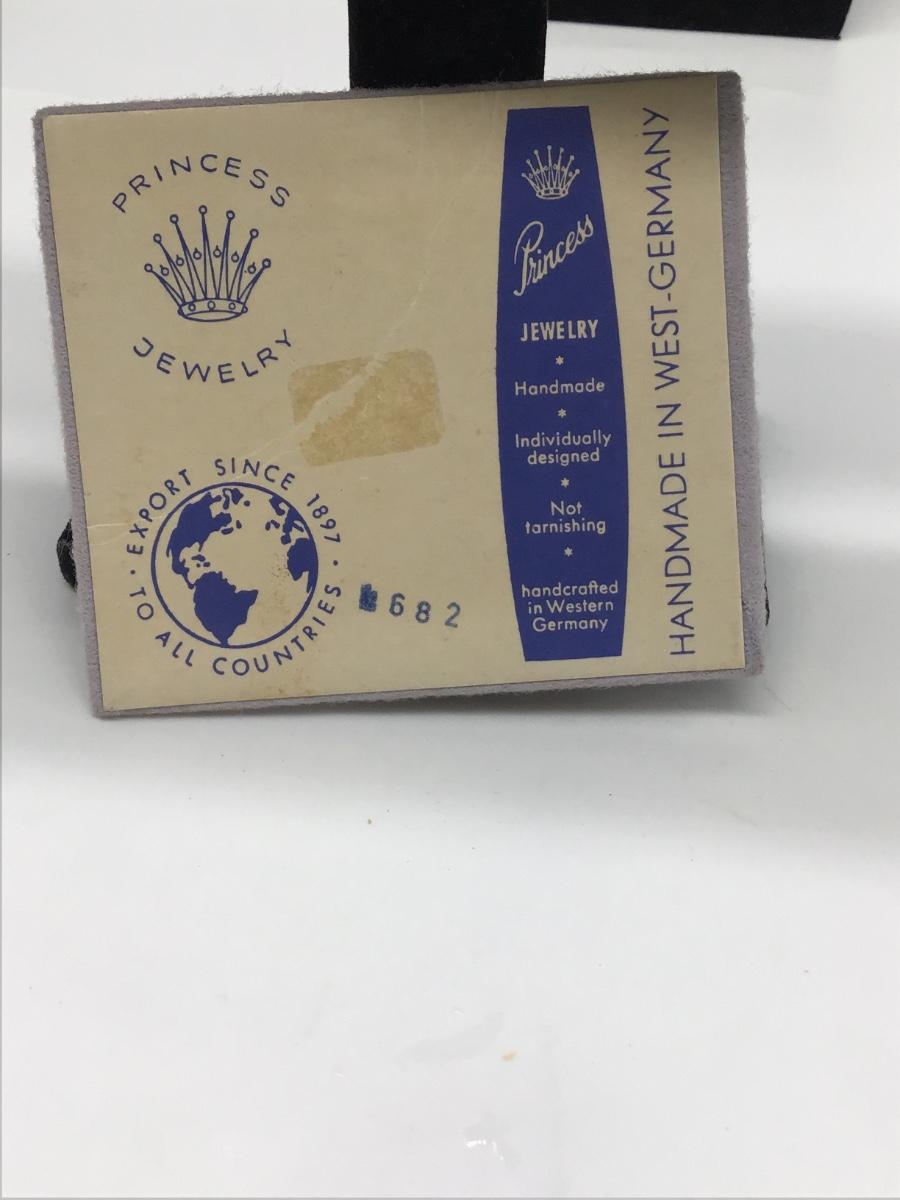 PRINCESS
JEWELRY
· EXPORT SINCE 1897 ·
TO ALL COUNTRIES
682
Princess
JEWELRY
*
Handmade
*
Individually
designed
*
Not
tarnishing
*
handcrafted
in Western
Germany
HANDMADE IN WEST-GERMANY